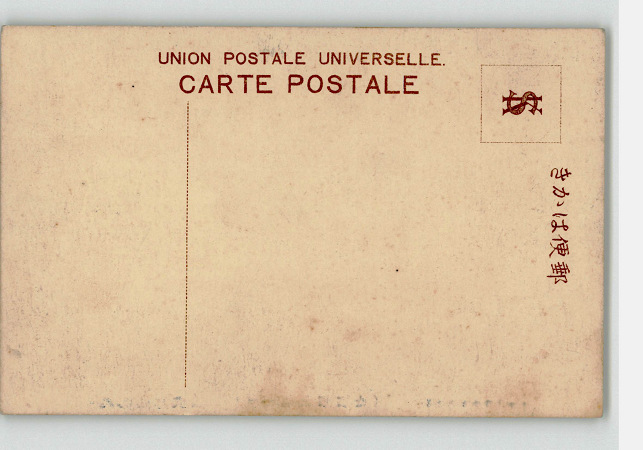 UNION POSTALE UNIVERSELLE.
CARTE POSTALE
きかは便郵